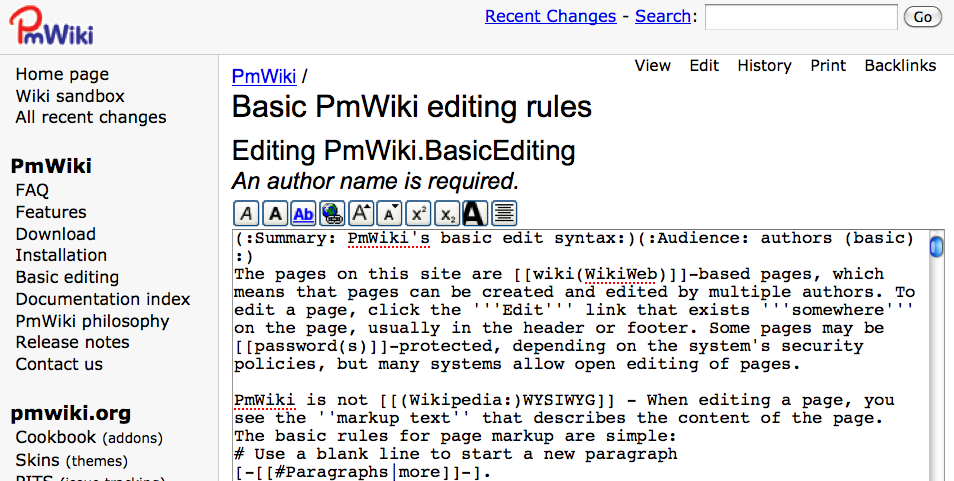 PmWiki
Recent Changes - Search:
Go
Home page
Wiki sandbox
All recent changes
PmWiki
FAQ
Features
Download
Installation
Basic editing
Documentation index
PmWiki philosophy
Release notes
Contact us
pmwiki.org
Cookbook (addons)
Skins (themes)
PITS (issue tracking)
View Edit History Print Backlinks
PmWiki /
Basic PmWiki editing rules
Editing PmWiki.BasicEditing
An author name is required.
A A Ab A A x² x₂ A
(:Summary: PmWiki's basic edit syntax:)(:Audience: authors (basic)
:)
The pages on this site are [[wiki(WikiWeb)]]-based pages, which
means that pages can be created and edited by multiple authors. To
edit a page, click the '''Edit''' link that exists '''somewhere'''
on the page, usually in the header or footer. Some pages may be
[[password(s)]]-protected, depending on the system's security
policies, but many systems allow open editing of pages.
PmWiki is not [[(Wikipedia:)WYSIWYG]] - When editing a page, you
see the ''markup text'' that describes the content of the page.
The basic rules for page markup are simple:
# Use a blank line to start a new paragraph
[-[[#Paragraphs|more]]-].